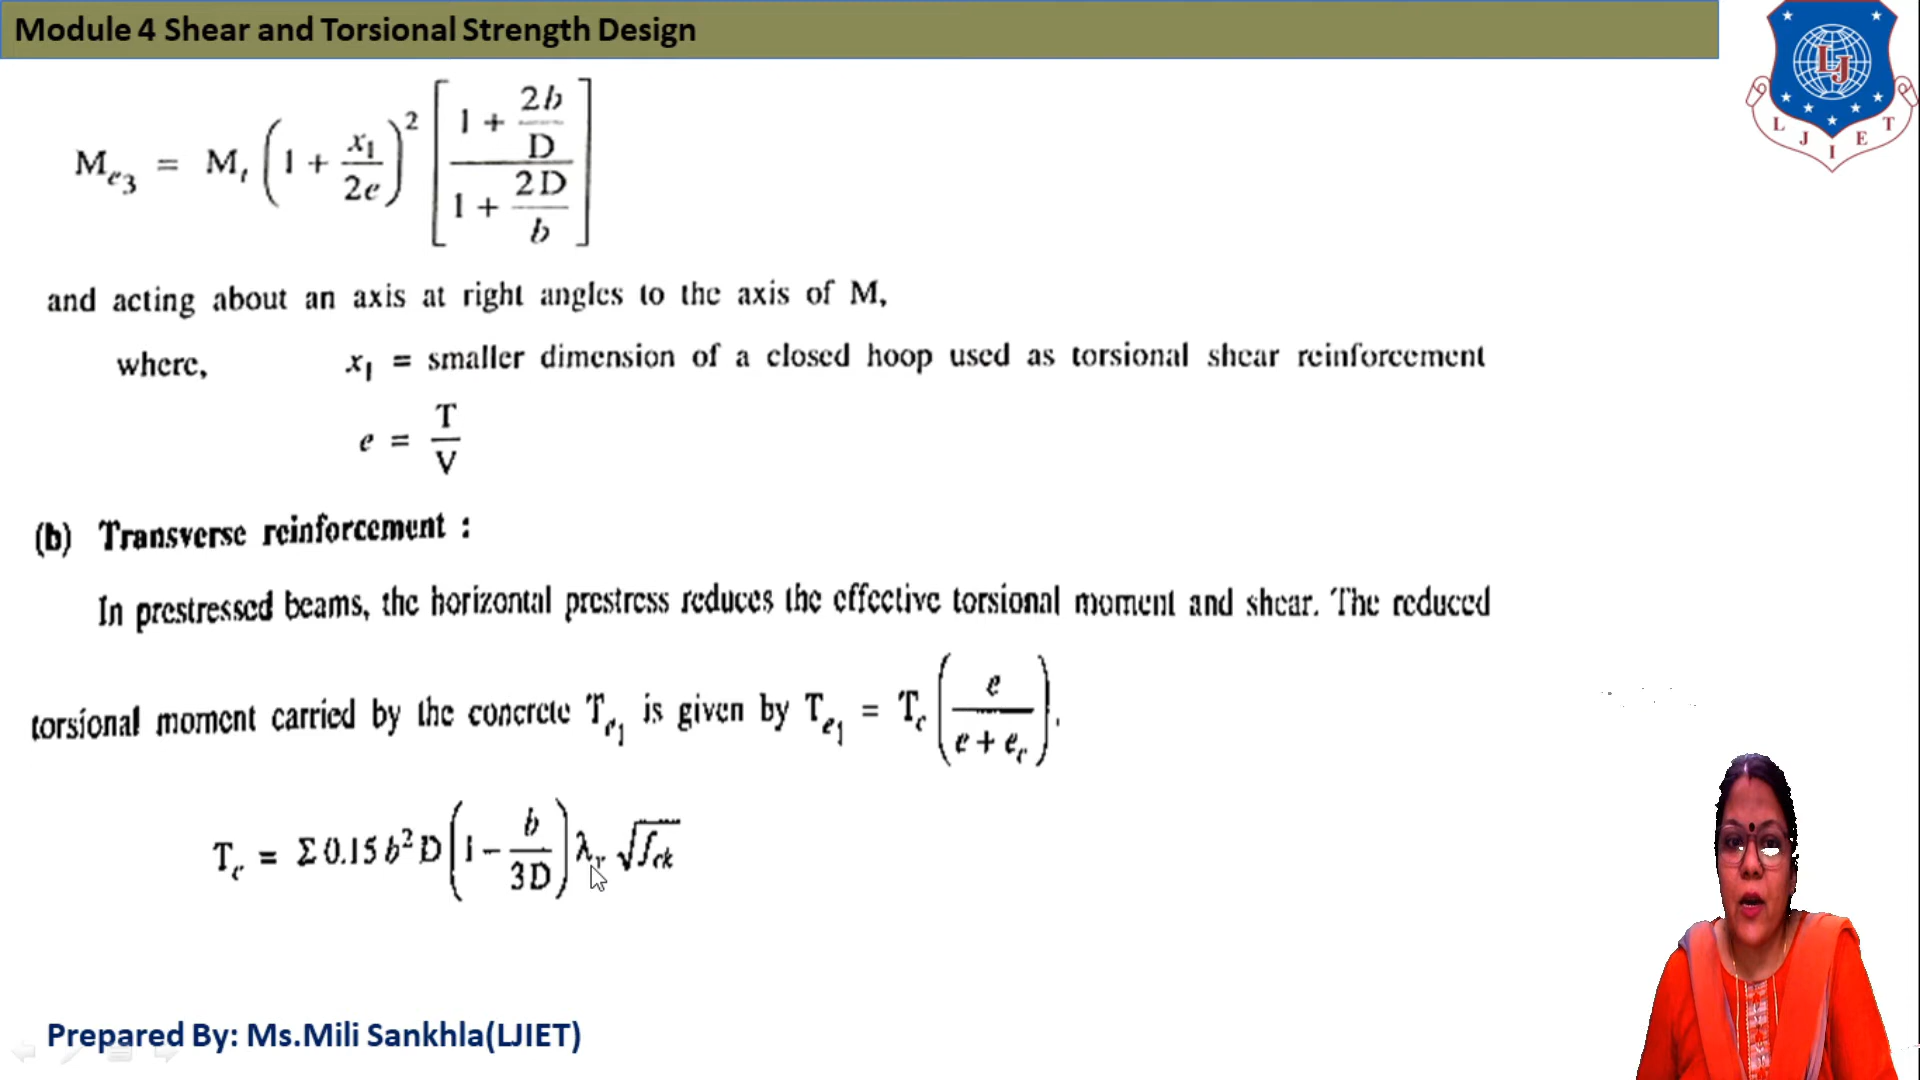 Module 4 Shear and Torsional Strength Design
LJ
L J I E T
M_{e3} = M_t (1 + x_1/2e)^2 [(1 + 2b/D)/(1 + 2D/b)]
and acting about an axis at right angles to the axis of M,
where, x_1 = smaller dimension of a closed hoop used as torsional shear reinforcement
e = T/V
(b) Transverse reinforcement :
In prestressed beams, the horizontal prestress reduces the effective torsional moment and shear. The reduced
torsional moment carried by the concrete T_{e1} is given by T_{e1} = T_c (e/(e + e_c)).
T_c = Σ 0.15 b^2 D (1 − b/3D) λ_p √f_{ck}
Prepared By: Ms.Mili Sankhla(LJIET)